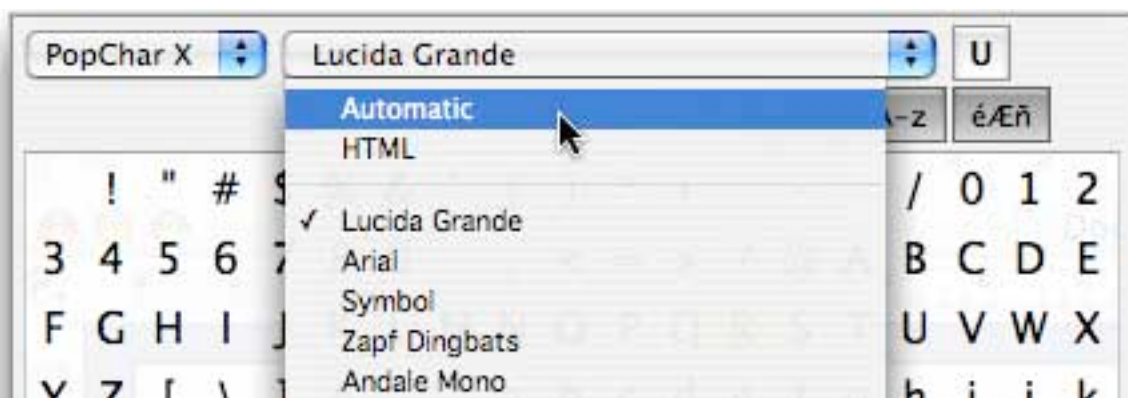 PopChar X Lucida Grande U
Automatic
-z éÆñ
HTML
! " # / 0 1 2
✓ Lucida Grande
3 4 5 6 7 Arial B C D E
Symbol
F G H I J U V W X
Zapf Dingbats
Y Z [ \ ] Andale Mono h i j k